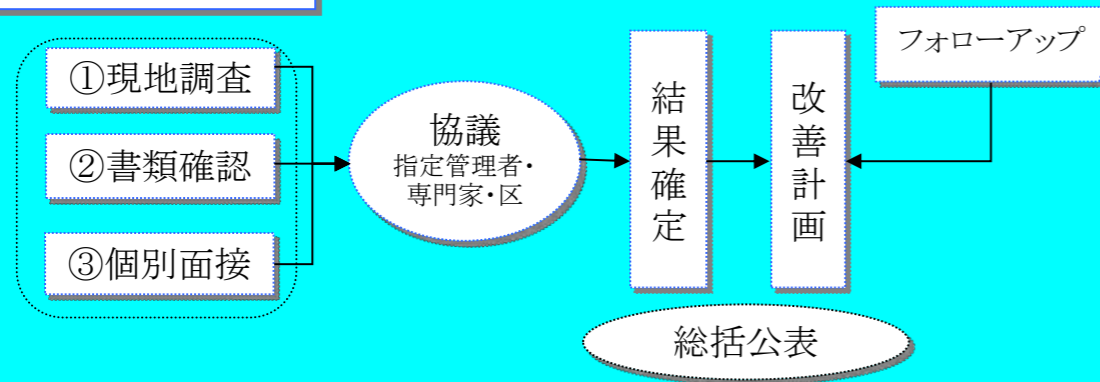 ①現地調査
②書類確認
③個別面接
協議
指定管理者・
専門家・区
結果確定
改善計画
フォローアップ
総括公表